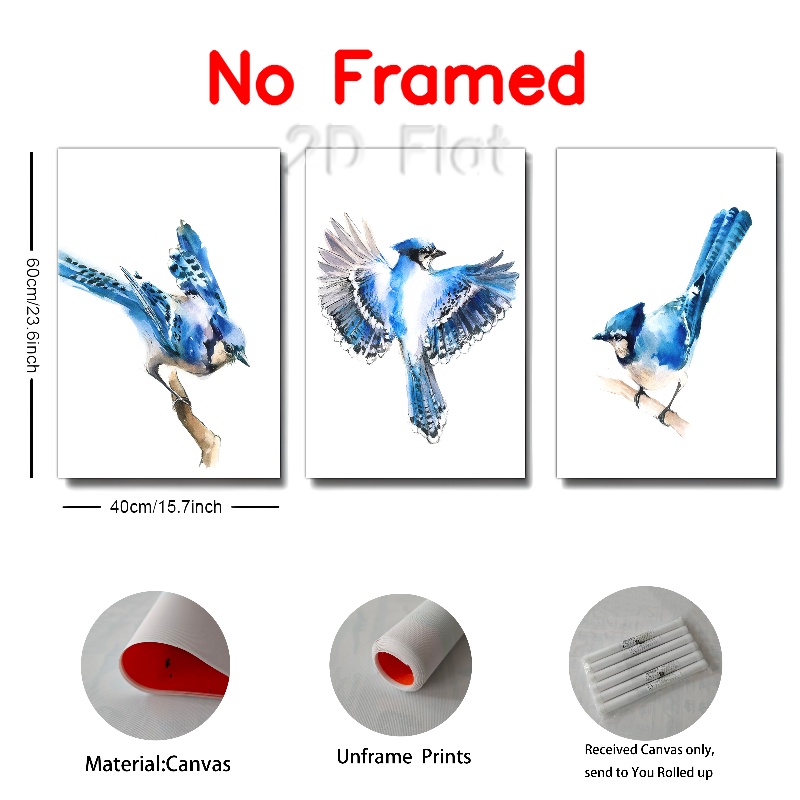 No Framed
2D Flat
60cm/23.6inch
40cm/15.7inch
Material:Canvas
Unframe Prints
Received Canvas only,
send to You Rolled up